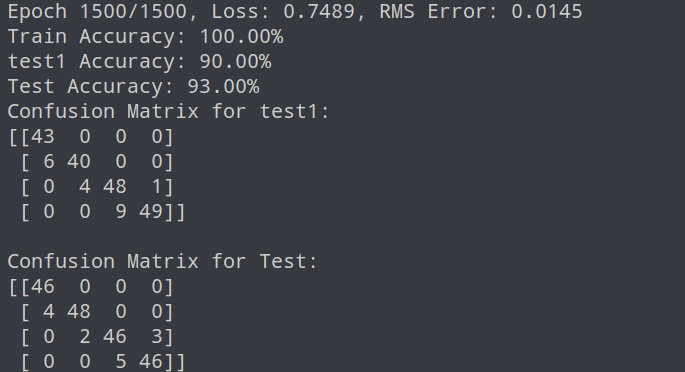 Epoch 1500/1500, Loss: 0.7489, RMS Error: 0.0145
Train Accuracy: 100.00%
test1 Accuracy: 90.00%
Test Accuracy: 93.00%
Confusion Matrix for test1:
[[43  0  0  0]
 [ 6 40  0  0]
 [ 0  4 48  1]
 [ 0  0  9 49]]

Confusion Matrix for Test:
[[46  0  0  0]
 [ 4 48  0  0]
 [ 0  2 46  3]
 [ 0  0  5 46]]